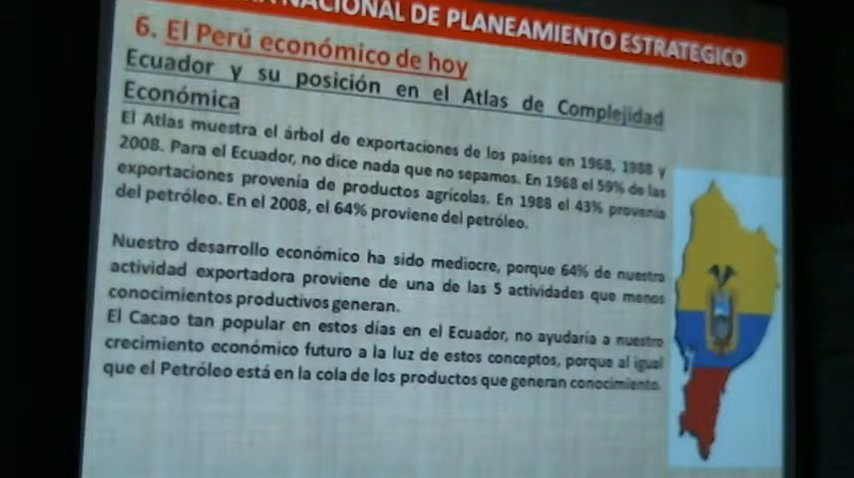 NACIONAL DE PLANEAMIENTO ESTRATEGICO
6. El Perú económico de hoy
Ecuador y su posición en el Atlas de Complejidad
Económica
El Atlas muestra el árbol de exportaciones de los países en 1968, 1988 y
2008. Para el Ecuador, no dice nada que no sepamos. En 1968 el 59% de las
exportaciones provenía de productos agrícolas. En 1988 el 43% provenía
del petróleo. En el 2008, el 64% proviene del petróleo.
Nuestro desarrollo económico ha sido mediocre, porque 64% de nuestra
actividad exportadora proviene de una de las 5 actividades que menos
conocimientos productivos generan.
El Cacao tan popular en estos días en el Ecuador, no ayudaría a nuestro
crecimiento económico futuro a la luz de estos conceptos, porque al igual
que el Petróleo está en la cola de los productos que generan conocimiento.